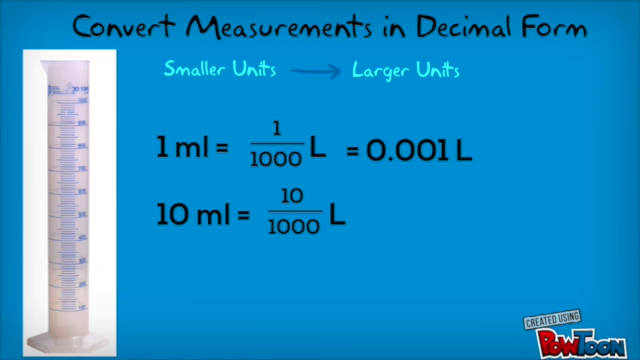 Convert Measurements in Decimal Form
Smaller Units → Larger Units
1 ml = 1/1000 L = 0.001 L
10 ml = 10/1000 L
CREATED USING
POWTOON